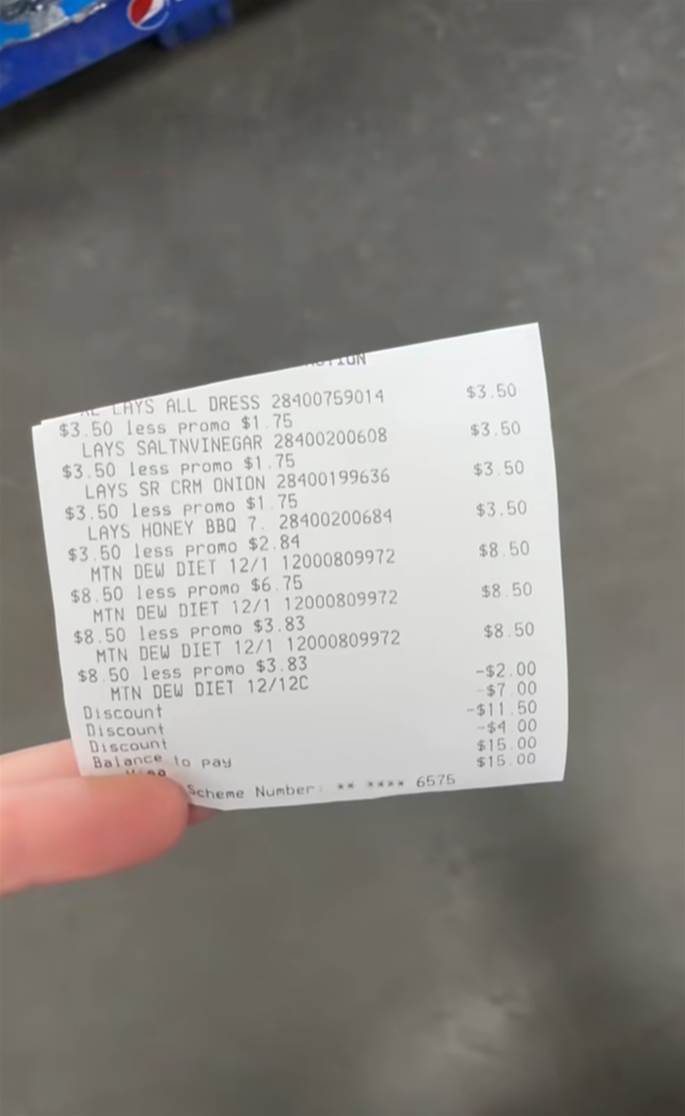 LAYS ALL DRESS 28400759014 $3.50
$3.50 less promo $1.75
LAYS SALTNVINEGAR 28400200608 $3.50
$3.50 less promo $1.75
LAYS SR CRM ONION 28400199636 $3.50
$3.50 less promo $1.75
LAYS HONEY BBQ 7. 28400200684 $3.50
$3.50 less promo $2.84
MTN DEW DIET 12/1 12000809972 $8.50
$8.50 less promo $6.75
MTN DEW DIET 12/1 12000809972 $8.50
$8.50 less promo $3.83
MTN DEW DIET 12/1 12000809972 $8.50
$8.50 less promo $3.83
MTN DEW DIET 12/12C -$2.00
Discount -$7.00
Discount -$11.50
Discount -$4.00
Balance to pay $15.00
$15.00
Scheme Number: ** **** 6575